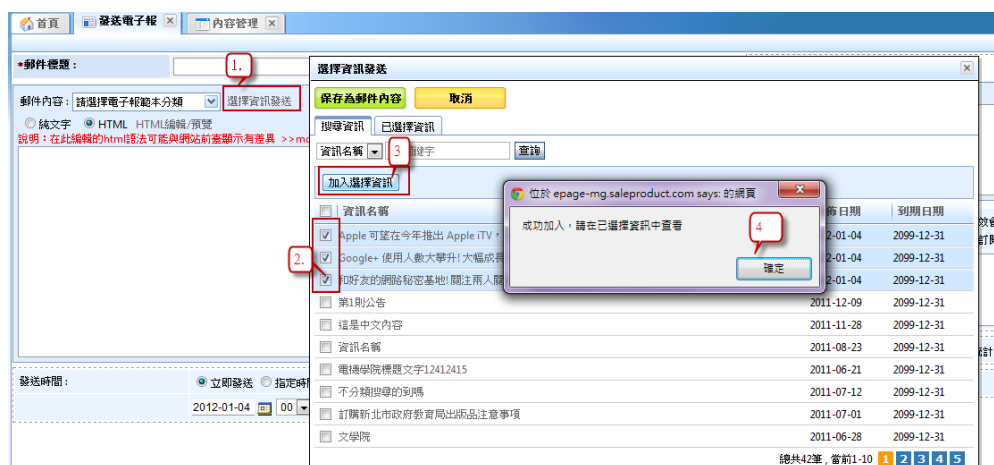 首頁 發送電子報 內容管理
*郵件標題：
1.
郵件內容：請選擇電子報範本分類 選擇資訊發送
純文字 HTML HTML編輯/預覽
說明：在此編輯的html語法可能與網站前臺顯示有差異 >>mo
選擇資訊發送
保存為郵件內容 取消
搜尋資訊 已選擇資訊
資訊名稱 3 鍵字 查詢
加入選擇資訊
位於 epage-mg.saleproduct.com says: 的網頁
成功加入，請在已選擇資訊中查看
4
確定
資訊名稱 佈日期 到期日期
2.
Apple 可望在今年推出 Apple iTV， 2-01-04 2099-12-31
Google+ 使用人數大攀升! 大幅成長 2-01-04 2099-12-31
和好友的網路秘密基地! 關注兩人關 2-01-04 2099-12-31
第1則公告 2011-12-09 2099-12-31
這是中文內容 2011-11-28 2099-12-31
資訊名稱 2011-08-23 2099-12-31
電橋學院標題文字12412415 2011-06-21 2099-12-31
不分類搜尋的到嗎 2011-07-12 2099-12-31
訂購新北市政府教育局出版品注意事項 2011-07-01 2099-12-31
文學院 2011-06-28 2099-12-31
總共42筆 , 當前1-10 1 2 3 4 5
發送時間： 立即發送 指定時
2012-01-04 00